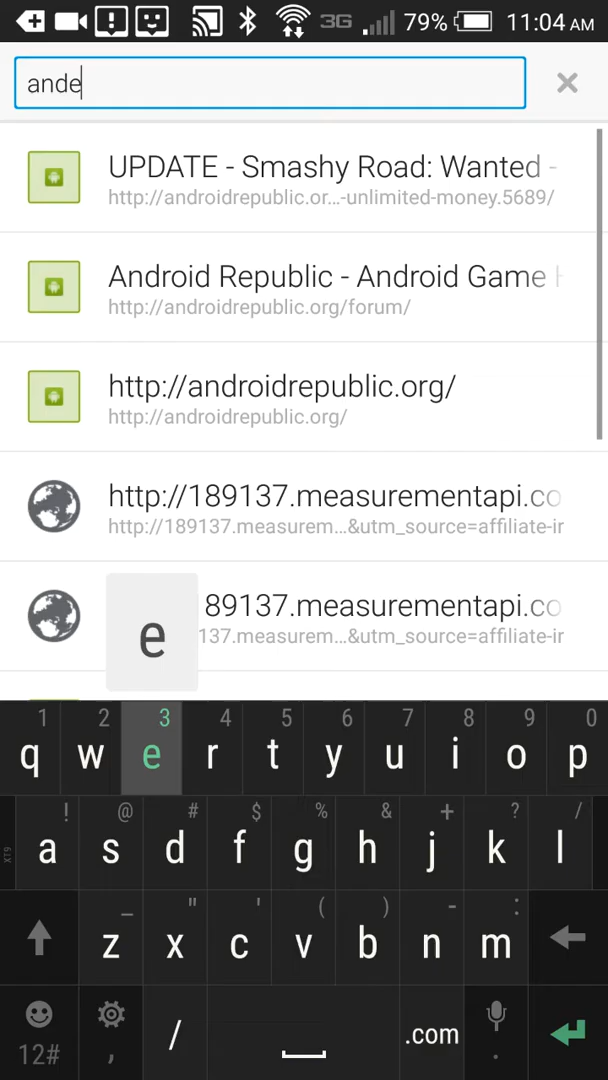 3G 79% 11:04 AM
ande
UPDATE - Smashy Road: Wanted -
http://androidrepublic.or...-unlimited-money.5689/
Android Republic - Android Game
http://androidrepublic.org/forum/
http://androidrepublic.org/
http://androidrepublic.org/
http://189137.measurementapi.co
http://189137.measurem...&utm_source=affiliate-ir
e 89137.measurementapi.co
137.measurem...&utm_source=affiliate-ir
1 2 3 4 5 6 7 8 9 0
q w e r t y u i o p
! @ # $ % & + ? /
XT9 a s d f g h j k l
_ " ' ( ) - :
z x c v b n m
12# , / .com .